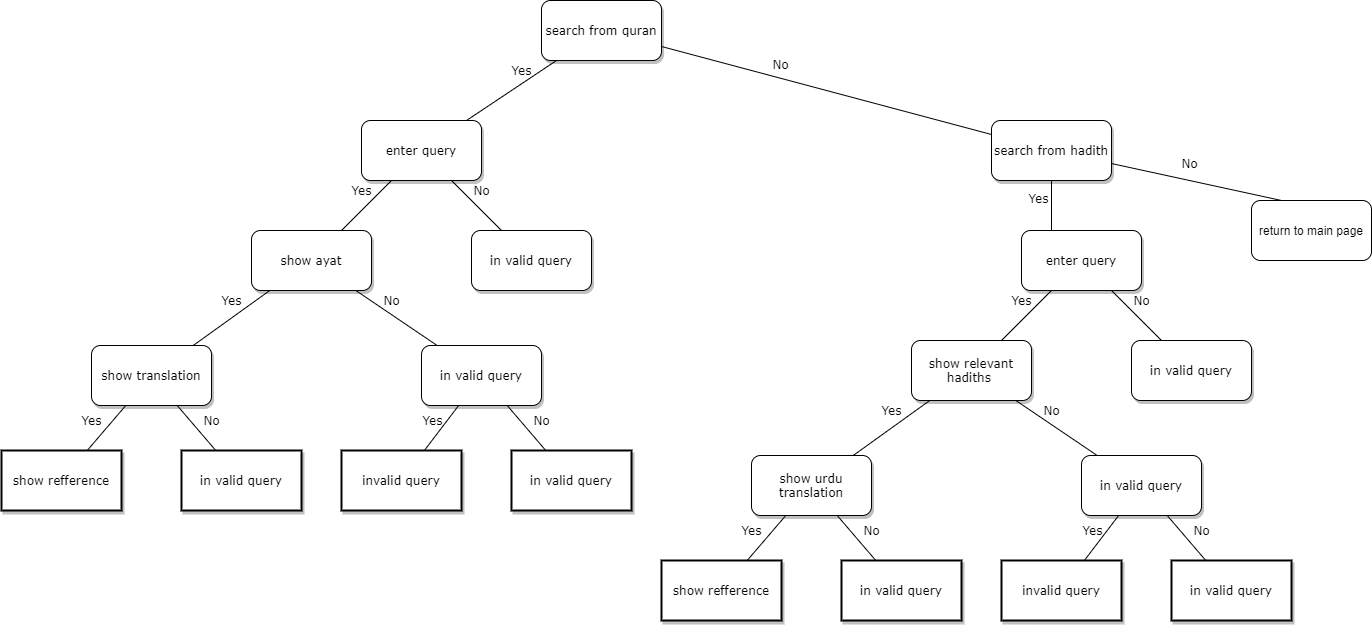 search from quran
Yes
No
enter query
search from hadith
Yes
No
Yes
No
show ayat
in valid query
enter query
return to main page
Yes
No
Yes
No
show translation
in valid query
show relevant
hadiths
in valid query
Yes
No
Yes
No
Yes
No
show refference
in valid query
invalid query
in valid query
show urdu
translation
in valid query
Yes
No
Yes
No
show refference
in valid query
invalid query
in valid query